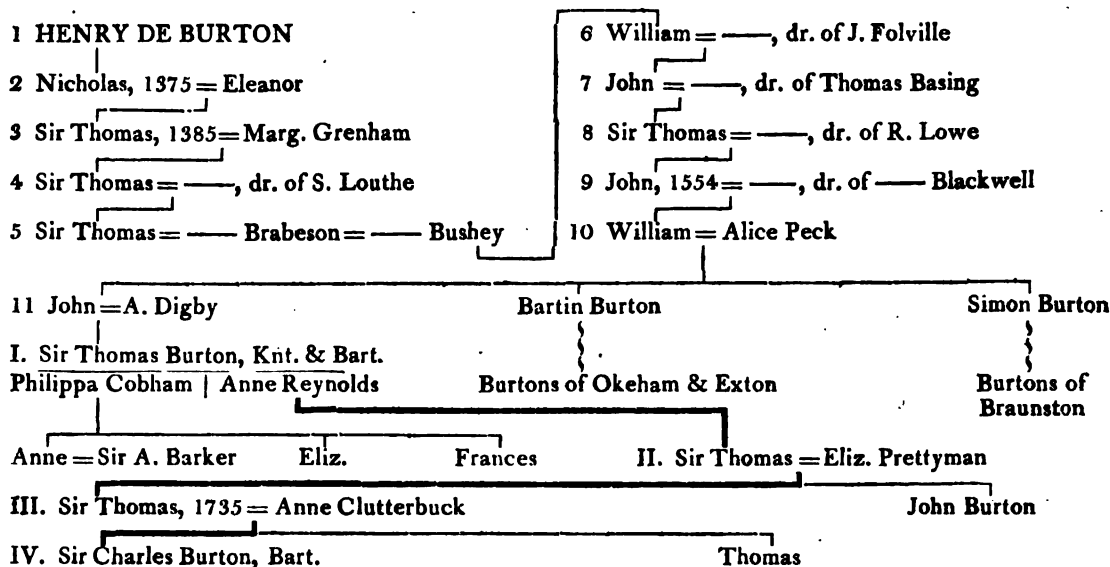 1 HENRY DE BURTON
2 Nicholas, 1375 = Eleanor
3 Sir Thomas, 1385 = Marg. Grenham
4 Sir Thomas = ——, dr. of S. Louthe
5 Sir Thomas = —— Brabeson = —— Bushey
6 William = ——, dr. of J. Folville
7 John = ——, dr. of Thomas Basing
8 Sir Thomas = ——, dr. of R. Lowe
9 John, 1554 = ——, dr. of —— Blackwell
10 William = Alice Peck
11 John = A. Digby Bartin Burton Simon Burton
I. Sir Thomas Burton, Knt. & Bart.
Philippa Cobham | Anne Reynolds Burtons of Okeham & Exton Burtons of
Braunston
Anne = Sir A. Barker Eliz. Frances II. Sir Thomas = Eliz. Prettyman
III. Sir Thomas, 1735 = Anne Clutterbuck John Burton
IV. Sir Charles Burton, Bart. Thomas